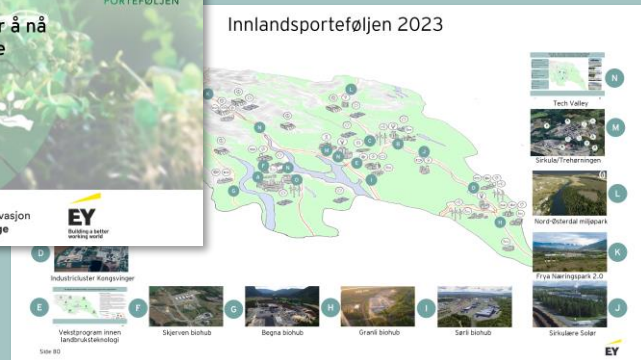 PORTEFØLJEN
r å nå
e
vasjon
ge
EY
Building a better
working world
Innlandsporteføljen 2023
N
Tech Valley
M
Sirkula/Trehørningen
L
Nord-Østerdal miljøpark
K
Frya Næringspark 2.0
J
Sirkulære Solør
D
Industricluster Kongsvinger
E
Vekstprogram innen
landbruksteknologi
F
Skjerven biohub
G
Begna biohub
H
Granli biohub
I
Sørli biohub
Side 80
EY